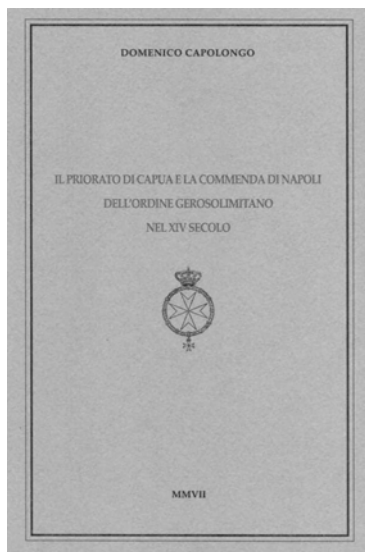 DOMENICO CAPOLONGO
IL PRIORATO DI CAPUA E LA COMMENDA DI NAPOLI
DELL'ORDINE GEROSOLIMITANO
NEL XIV SECOLO
MMVII